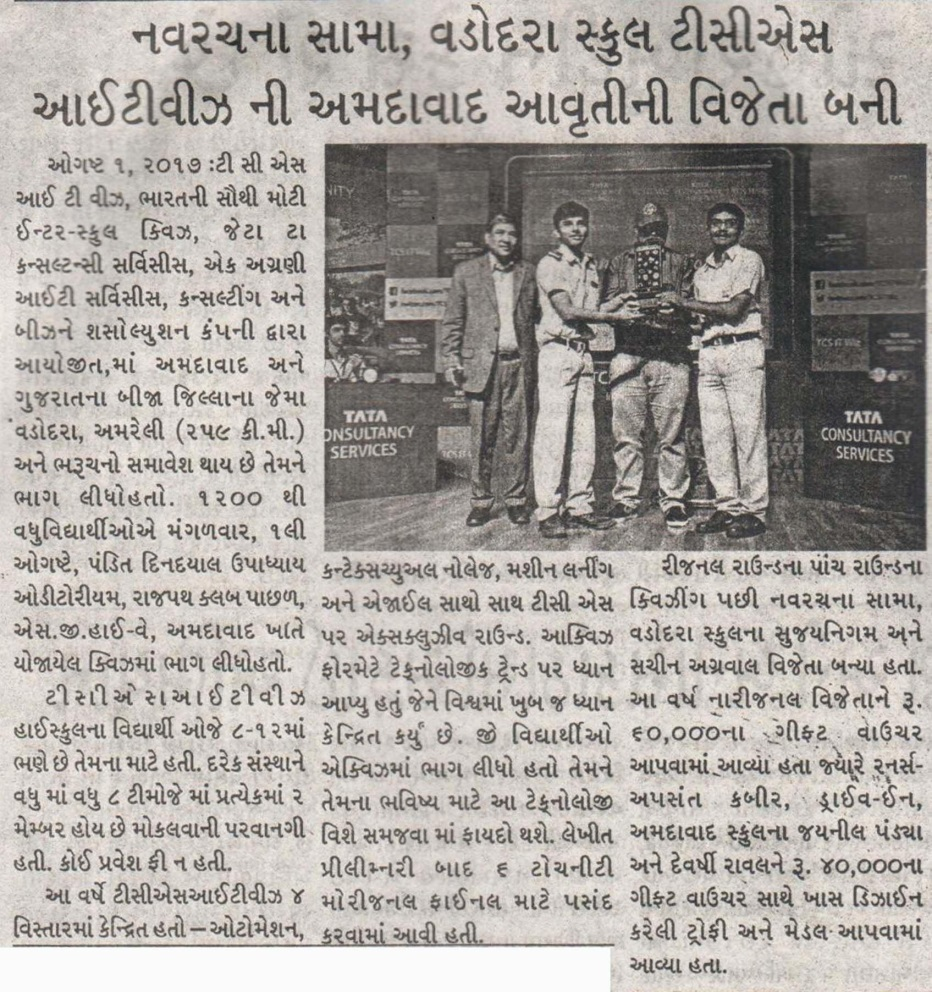 નવરચના સામા, વડોદરા સ્કુલ ટીસીએસ
આઈટીવીઝ ની અમદાવાદ આવૃતીની વિજેતા બની
ઓગષ્ટ ૧, ૨૦૧૭ :ટી સી એસ
આઈ ટી વીઝ, ભારતની સૌથી મોટી
ઈન્ટર-સ્કુલ ક્વિઝ, જેટા ટા
કન્સલ્ટન્સી સર્વિસીસ, એક અગ્રણી
આઈટી સર્વિસીસ, કન્સલ્ટીંગ અને
બીઝને શસોલ્યુશન કંપની દ્વારા
આયોજીત,માં અમદાવાદ અને
ગુજરાતના બીજા જિલ્લાના જેમા
વડોદરા, અમરેલી (૨૫૯ કી.મી.)
અને ભરૂચનો સમાવેશ થાય છે તેમને
ભાગ લીધોહતો. ૧૨૦૦ થી
વધુવિદ્યાર્થીઓએ મંગળવાર, ૧લી
ઓગષ્ટે, પંડિત દિનદયાલ ઉપાધ્યાય
ઓડીટોરીયમ, રાજપથ ક્લબ પાછળ,
એસ.જી.હાઈ-વે, અમદાવાદ ખાતે
યોજાયેલ ક્વિઝમાં ભાગ લીધોહતો.
ટીસીએસઆઈટીવીઝ
હાઈસ્કુલના વિદ્યાર્થી ઓજે ૮-૧૨માં
ભણે છે તેમના માટે હતી. દરેક સંસ્થાને
વધુ માં વધુ ૮ ટીમોજે માં પ્રત્યેકમાં ૨
મેમ્બર હોય છે મોકલવાની પરવાનગી
હતી. કોઈ પ્રવેશ ફી ન હતી.
આ વર્ષે ટીસીએસઆઈટીવીઝ ૪
વિસ્તારમાં કેન્દ્રિત હતો – ઓટોમેશન,
TATA
CONSULTANCY
SERVICES
TATA
CONSULTANCY
SERVICES
કન્ટેક્સચ્યુઅલ નોલેજ, મશીન લર્નીંગ
અને એજાઈલ સાથો સાથ ટીસી એસ
પર એક્સક્લુઝીવ રાઉન્ડ. આક્વિઝ
ફોરમેટે ટેક્નોલોજીક ટ્રેન્ડ પર ધ્યાન
આપ્યુ હતું જેને વિશ્વમાં ખુબ જ ધ્યાન
કેન્દ્રિત કર્યું છે. જી વિદ્યાર્થીઓ
એક્વિઝમાં ભાગ લીધો હતો તેમને
તેમના ભવિષ્ય માટે આ ટેક્નોલોજી
વિશે સમજવા માં ફાયદો થશે. લેખીત
પ્રીલીમ્નરી બાદ ૬ ટોચનીટી
મોરીજનલ ફાઈનલ માટે પસંદ
કરવામાં આવી હતી.
રીજનલ રાઉન્ડના પાંચ રાઉન્ડના
ક્વિઝીંગ પછી નવરચના સામા,
વડોદરા સ્કુલના સુજયનિગમ અને
સચીન અગ્રવાલ વિજેતા બન્યા હતા.
આ વર્ષ નારીજનલ વિજેતાને રૂ.
૬૦,૦૦૦ના ગીફ્ટ વાઉચર
આપવામાં આવ્યા હતા જ્યારે રનર્સ-
અપસંત કબીર, ડ્રાઈવ-ઈન,
અમદાવાદ સ્કુલના જયનીલ પંડ્યા
અને દેવર્ષી રાવલને રૂ. ૪૦,૦૦૦ના
ગીફ્ટ વાઉચર સાથે ખાસ ડિઝાઈન
કરેલી ટ્રોફી અને મેડલ આપવામાં
આવ્યા હતા.